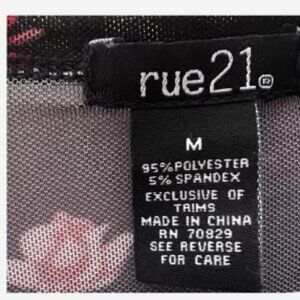 rue21®
M
95% POLYESTER
5% SPANDEX
EXCLUSIVE OF
TRIMS
MADE IN CHINA
RN 70829
SEE REVERSE
FOR CARE